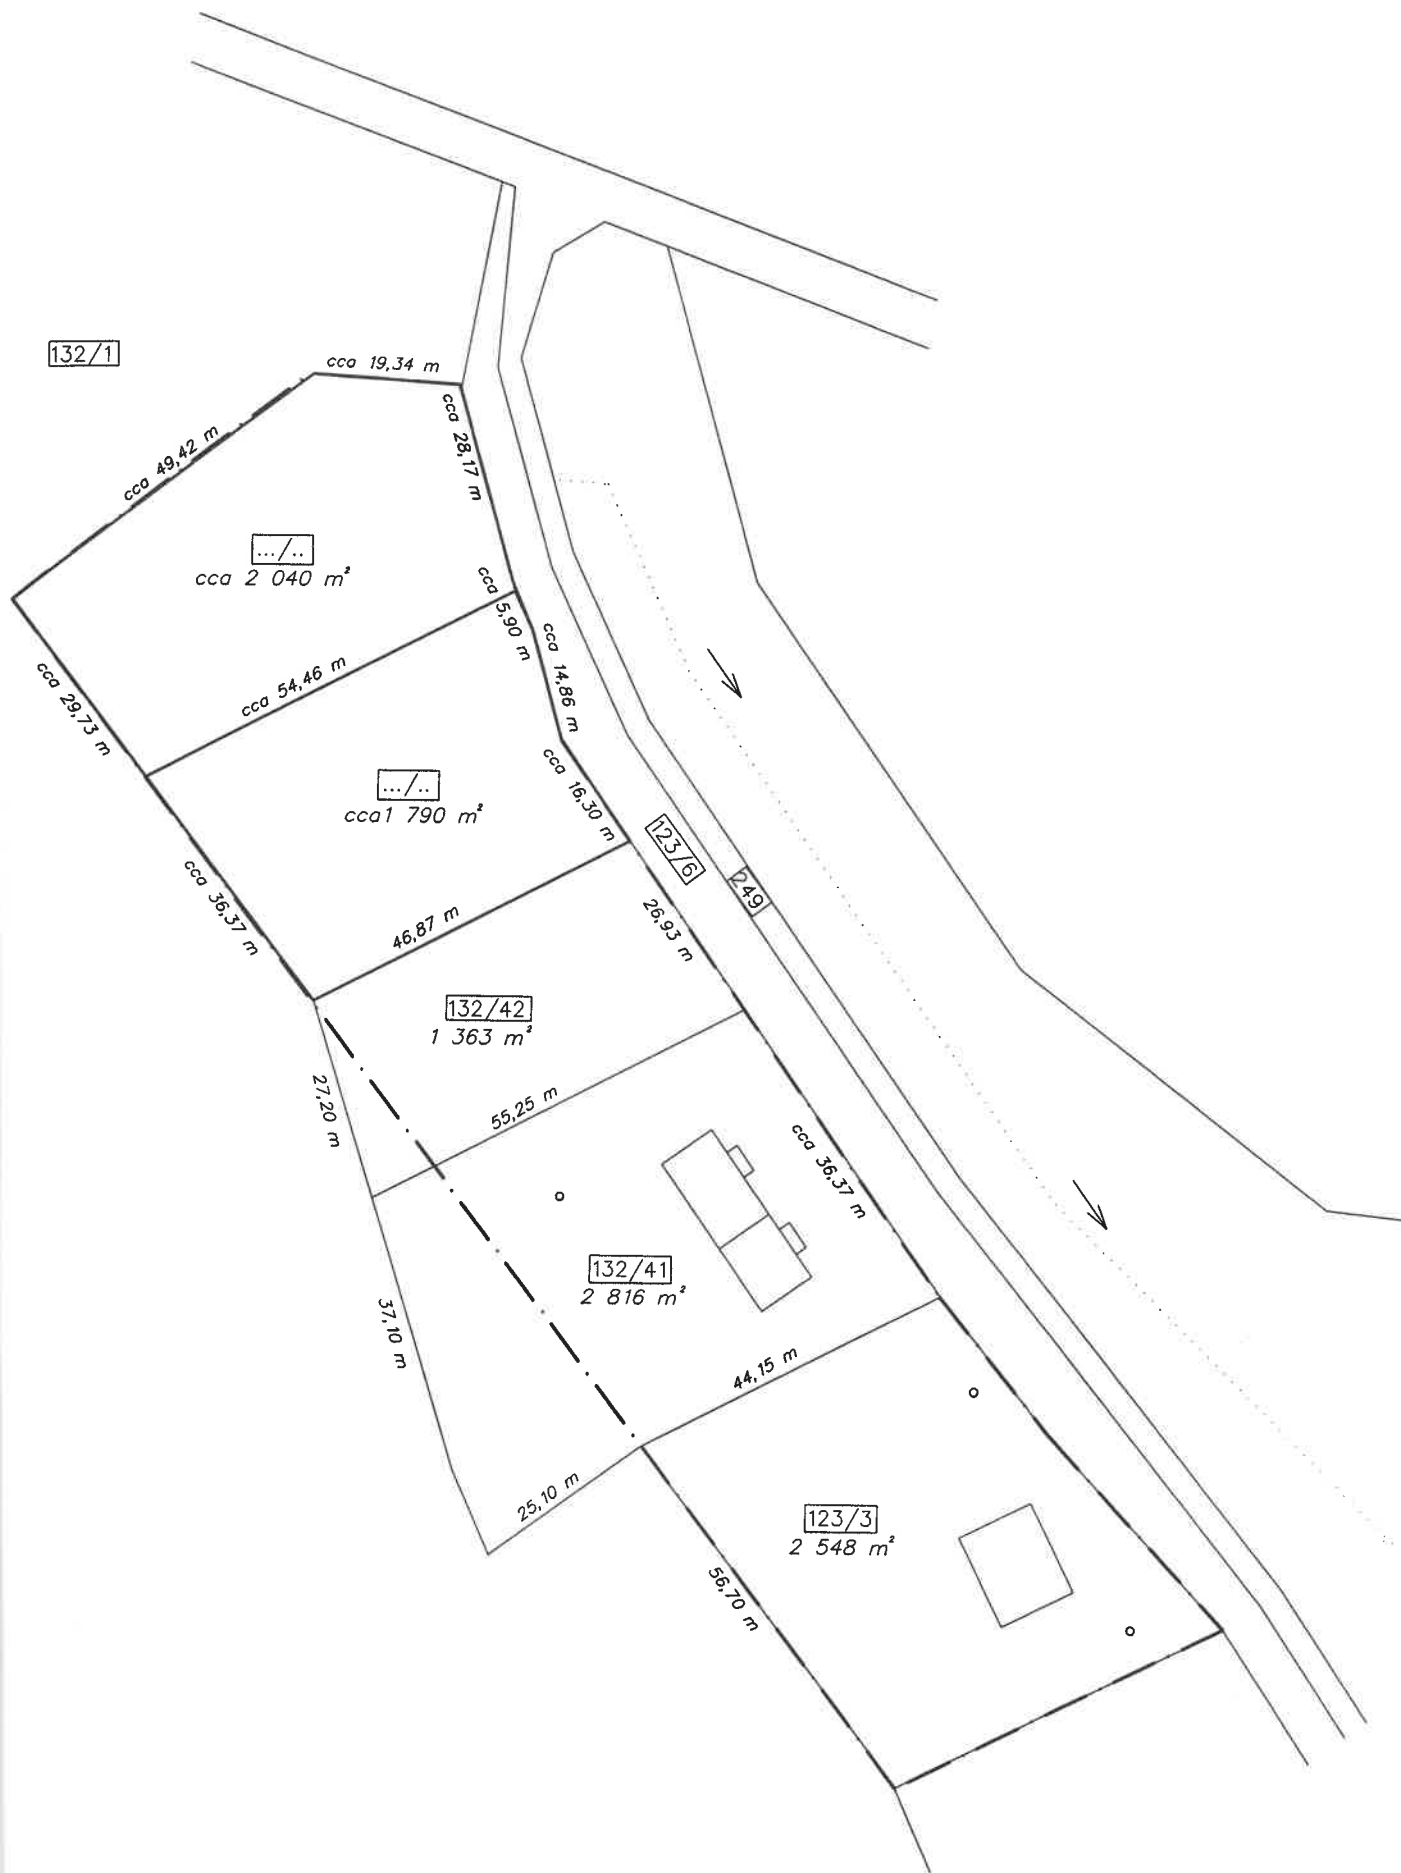 132/1
cca 19,34 m
cca 28,17 m
cca 49,42 m
.../..
cca 2 040 m²
cca 5,90 m
cca 14,86 m
cca 54,46 m
cca 29,73 m
.../..
cca1 790 m²
cca 16,30 m
123/6
249
cca 36,37 m
46,87 m
26,93 m
132/42
1 363 m²
27,20 m
55,25 m
cca 36,37 m
132/41
2 816 m²
37,10 m
44,15 m
25,10 m
123/3
2 548 m²
56,70 m